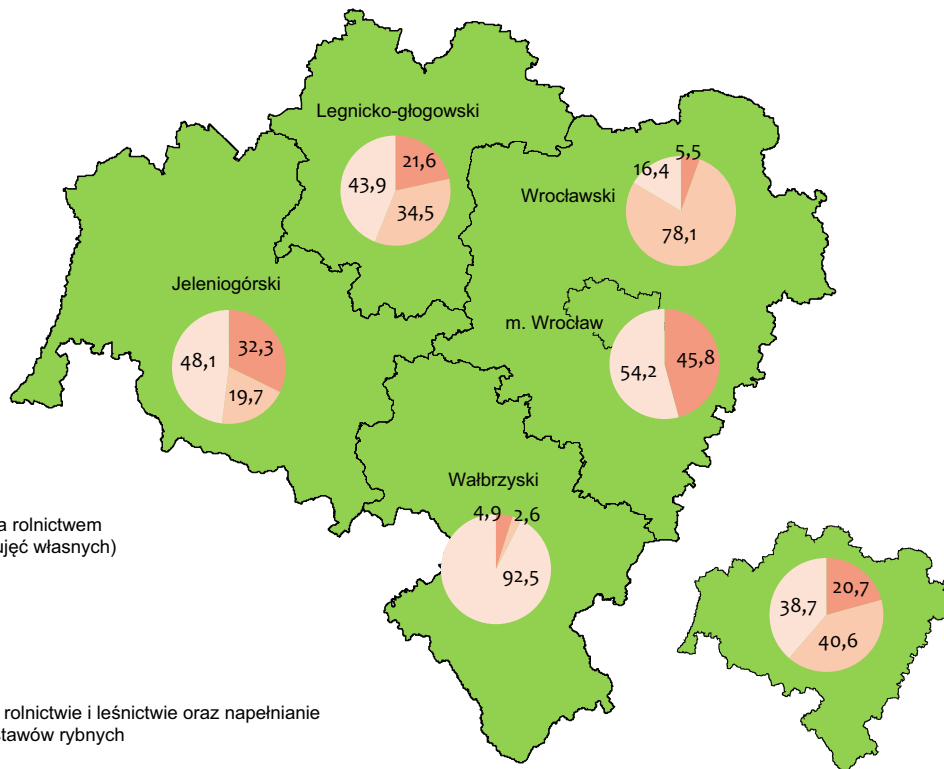 Legnicko-głogowski
21,6
43,9
34,5
5,5
16,4
Wrocławski
78,1
Jeleniogórski
32,3
48,1
19,7
m. Wrocław
45,8
54,2
Wałbrzyski
4,9
2,6
92,5
a rolnictwem
ujęć własnych)
20,7
38,7
40,6
rolnictwie i leśnictwie oraz napełnianie
stawów rybnych